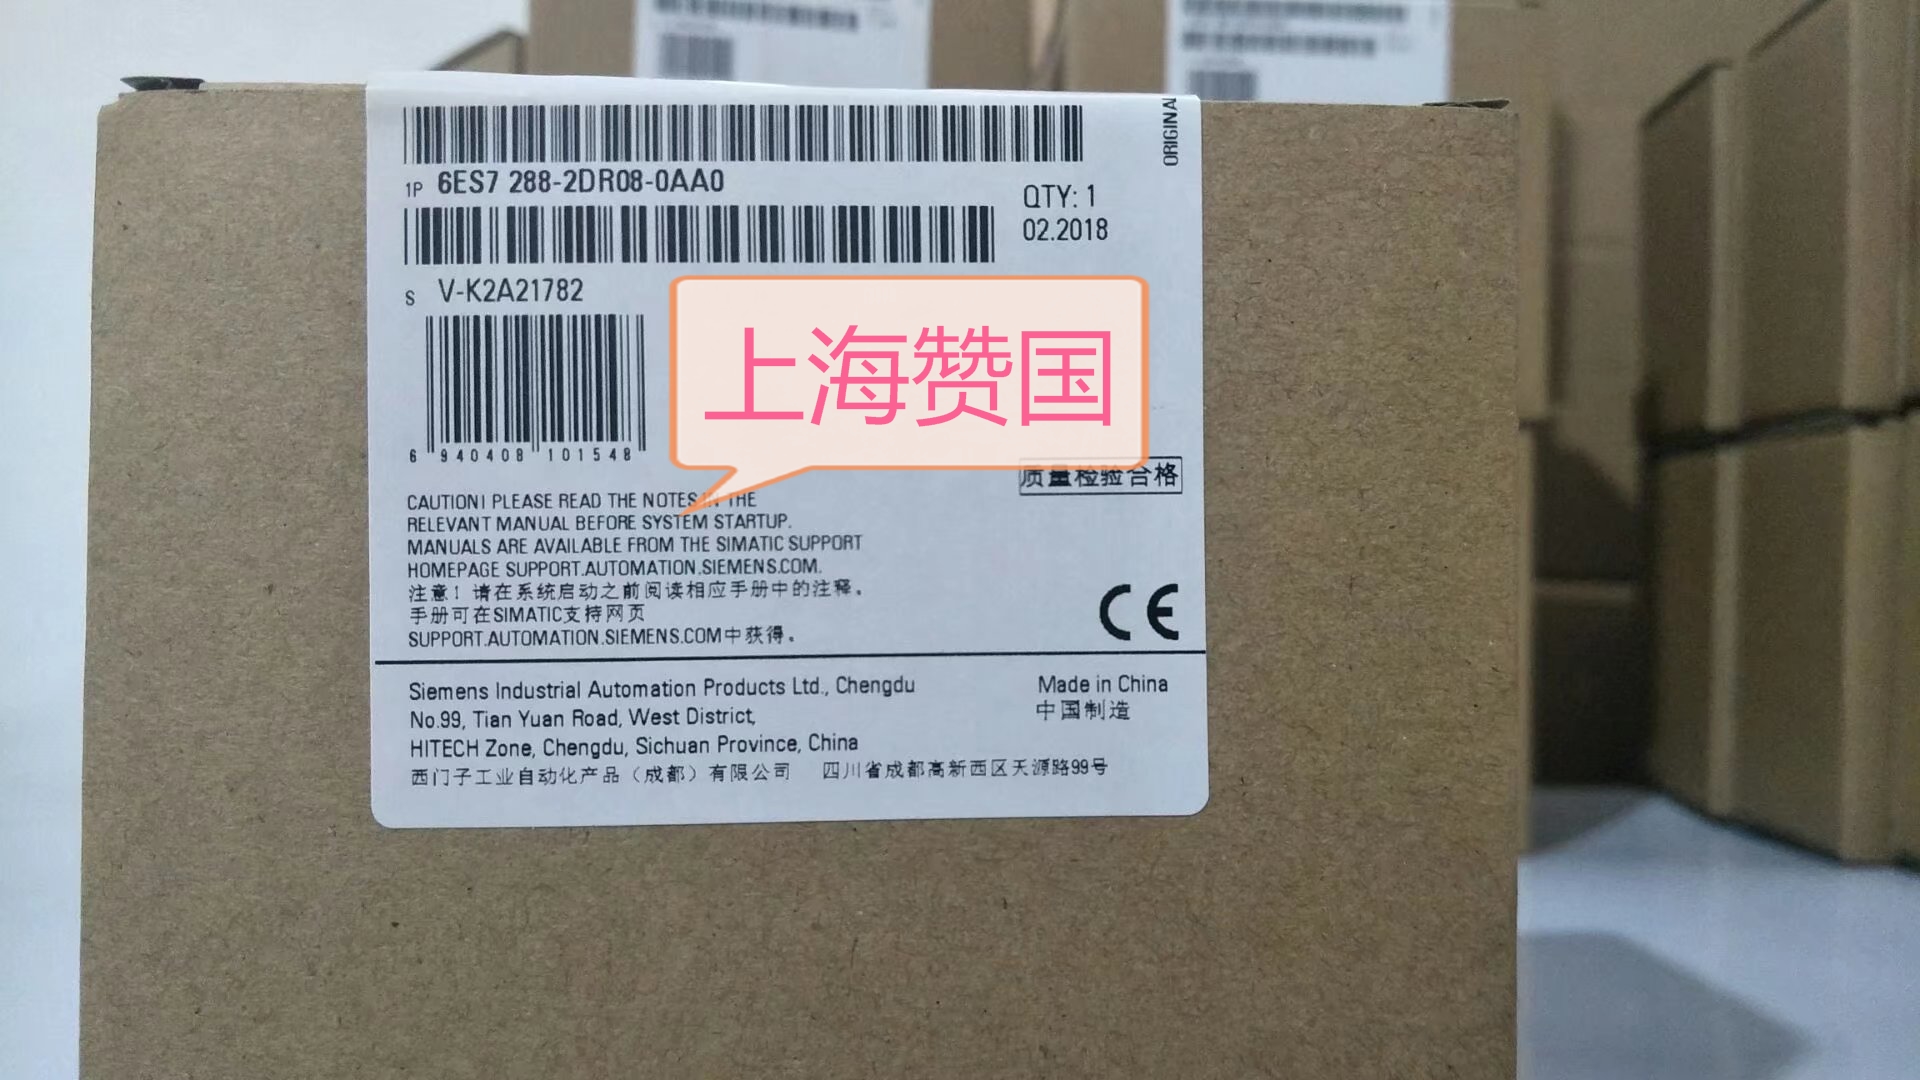 ORIGINA
1P 6ES7 288-2DR08-0AA0
QTY: 1
02.2018
S V-K2A21782
上海赞国
6 940408 101548
质量检验合格
CAUTION! PLEASE READ THE NOTES IN THE
RELEVANT MANUAL BEFORE SYSTEM STARTUP.
MANUALS ARE AVAILABLE FROM THE SIMATIC SUPPORT
HOMEPAGE SUPPORT.AUTOMATION.SIEMENS.COM.
注意！请在系统启动之前阅读相应手册中的注释。
手册可在SIMATIC支持网页
SUPPORT.AUTOMATION.SIEMENS.COM中获得。
CE
Siemens Industrial Automation Products Ltd., Chengdu
No.99, Tian Yuan Road, West District,
HITECH Zone, Chengdu, Sichuan Province, China
Made in China
中国制造
西门子工业自动化产品（成都）有限公司 四川省成都高新西区天源路99号